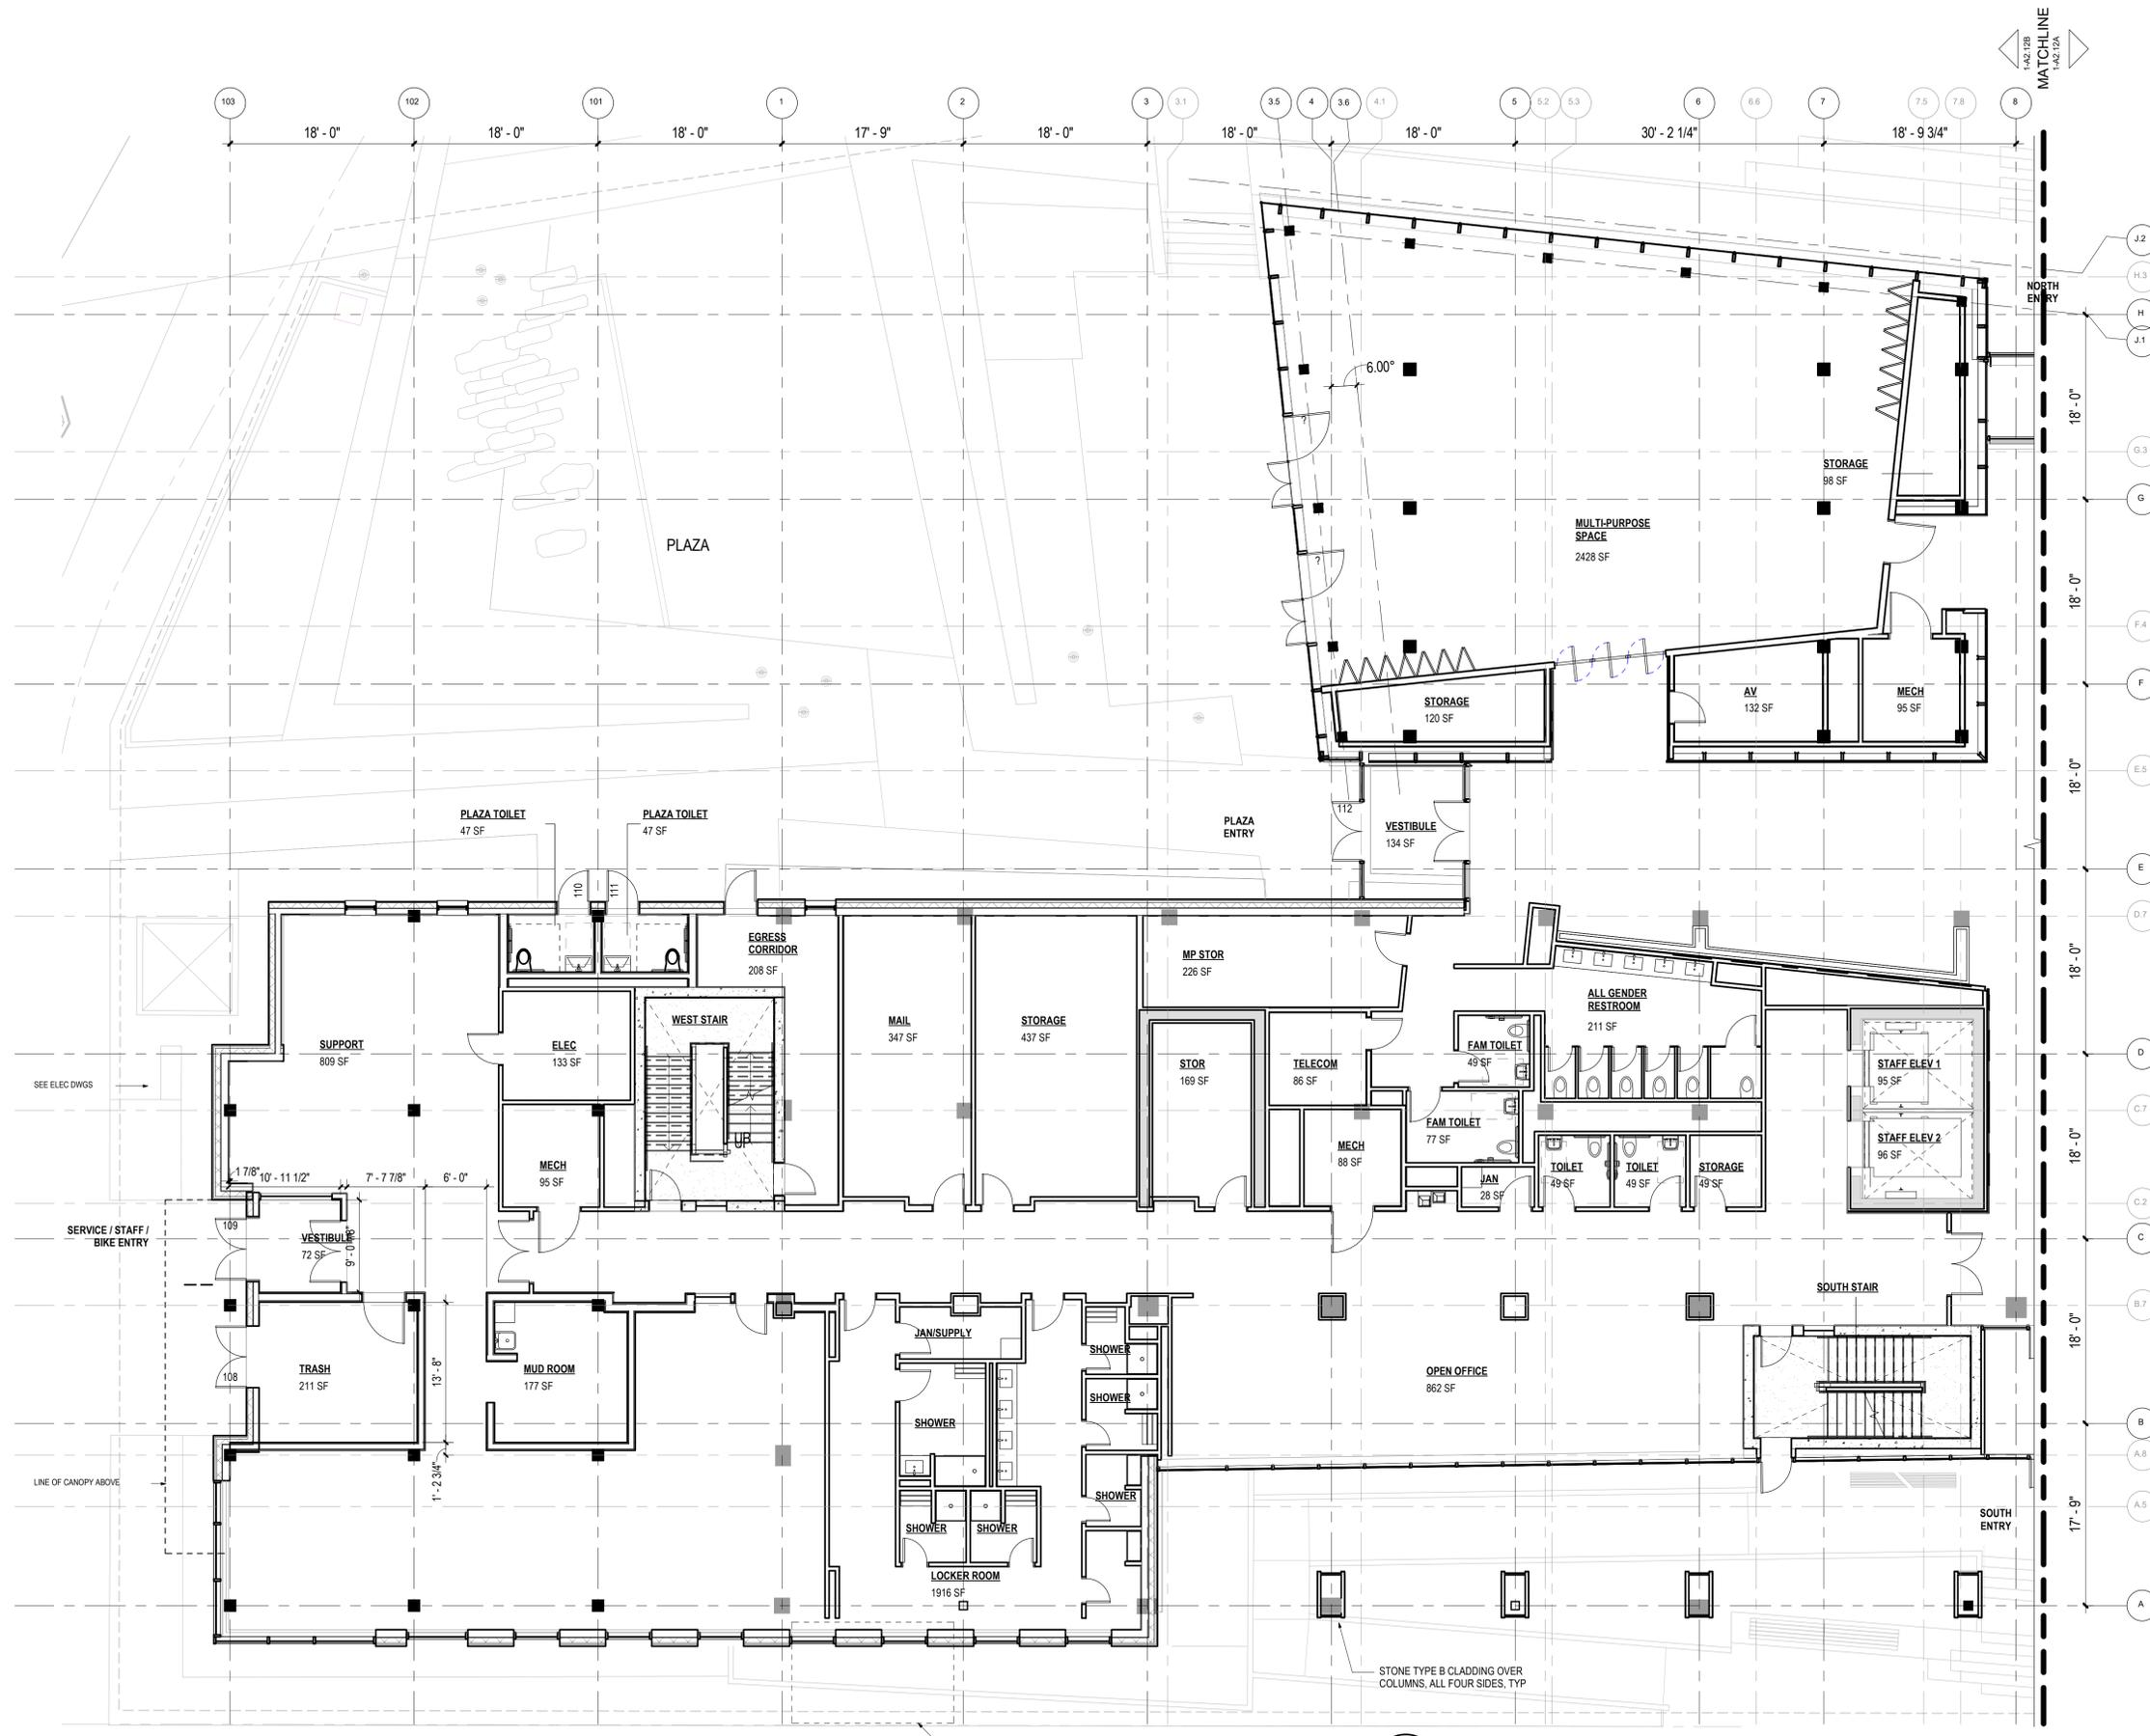 1-A2.12B
MATCHLINE
1-A2.12A
103
102
101
1
2
3
3.1
3.5
4
3.6
4.1
5
5.2
5.3
6
6.6
7
7.5
7.8
8
18' - 0"
18' - 0"
18' - 0"
17' - 9"
18' - 0"
18' - 0"
18' - 0"
30' - 2 1/4"
18' - 9 3/4"
J.2
H.3
NORTH
ENTRY
H
J.1
6.00°
18' - 0"
?
G.3
STORAGE
98 SF
G
MULTI-PURPOSE
SPACE
2428 SF
PLAZA
?
18' - 0"
F.4
F
STORAGE
120 SF
AV
132 SF
MECH
95 SF
E.5
18' - 0"
PLAZA TOILET
47 SF
PLAZA TOILET
47 SF
112
PLAZA
ENTRY
VESTIBULE
134 SF
E
110
111
D.7
EGRESS
CORRIDOR
208 SF
MP STOR
226 SF
18' - 0"
ALL GENDER
RESTROOM
211 SF
WEST STAIR
MAIL
347 SF
STORAGE
437 SF
SUPPORT
809 SF
ELEC
133 SF
FAM TOILET
49 SF
D
STOR
169 SF
TELECOM
86 SF
STAFF ELEV 1
95 SF
SEE ELEC DWGS
C.7
UP
FAM TOILET
77 SF
MECH
88 SF
STAFF ELEV 2
96 SF
18' - 0"
MECH
95 SF
1 7/8"
10' - 11 1/2"
7' - 7 7/8"
6' - 0"
TOILET
49 SF
TOILET
49 SF
STORAGE
49 SF
JAN
28 SF
C.2
109
SERVICE / STAFF /
BIKE ENTRY
VESTIBULE
72 SF
C
SOUTH STAIR
B.7
18' - 0"
JAN/SUPPLY
SHOWER
TRASH
211 SF
108
13' - 8"
MUD ROOM
177 SF
OPEN OFFICE
862 SF
SHOWER
SHOWER
B
A.8
1' - 2 3/4"
LINE OF CANOPY ABOVE
SHOWER
A.5
SOUTH
ENTRY
17' - 9"
SHOWER
SHOWER
LOCKER ROOM
1916 SF
A
STONE TYPE B CLADDING OVER
COLUMNS, ALL FOUR SIDES, TYP